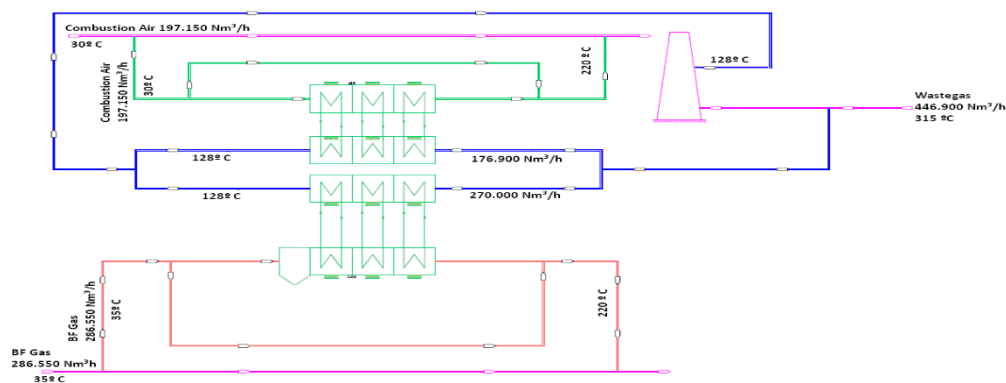 Combustion Air 197.150 Nm³/h
30º C
Combustion Air
197.150 Nm³/h
30º C
220º C
128º C
Wastegas
446.900 Nm³/h
315 ºC
128º C
176.900 Nm³/h
128º C
270.000 Nm³/h
BF Gas
286.550 Nm³/h
35º C
220º C
BF Gas
286.550 Nm³h
35º C